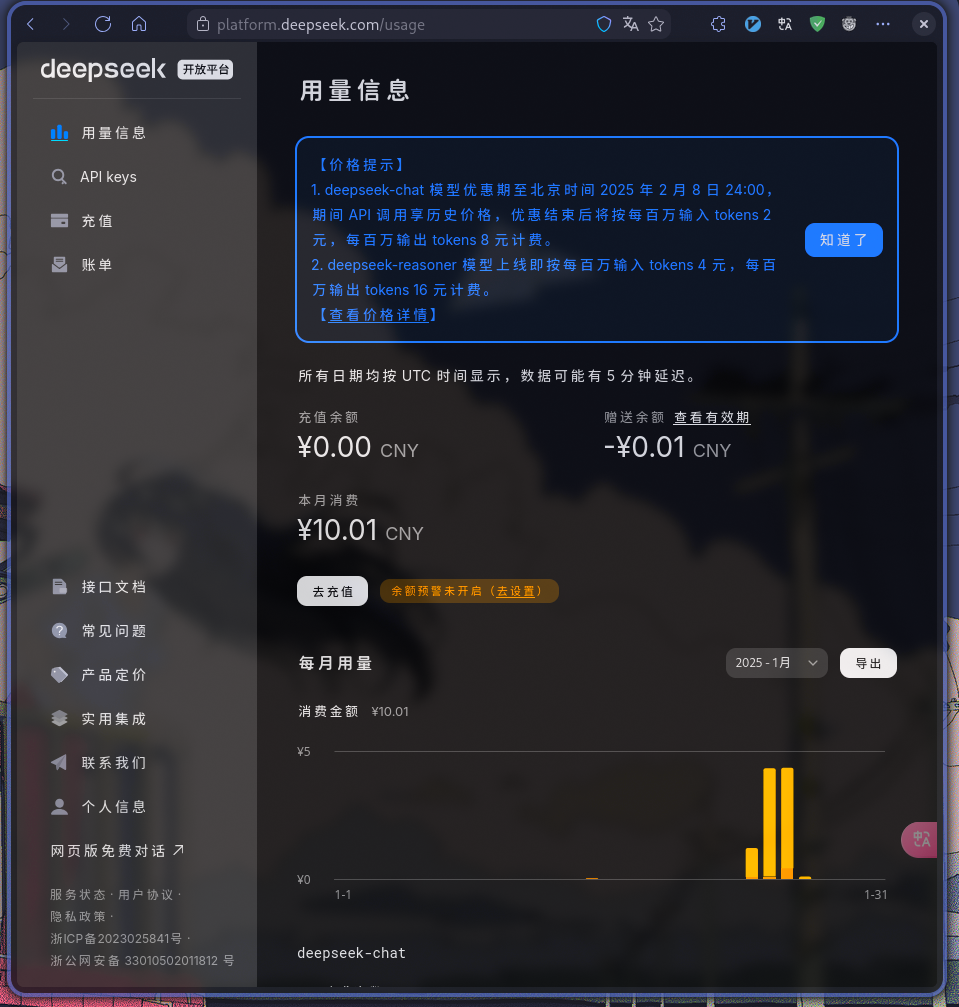 platform.deepseek.com/usage
deepseek 开放平台
用量信息
API keys
充值
账单
接口文档
常见问题
产品定价
实用集成
联系我们
个人信息
网页版免费对话
服务状态 · 用户协议 ·
隐私政策 ·
浙ICP备2023025841号 ·
浙公网安备 33010502011812 号
用量信息
【价格提示】
1. deepseek-chat 模型优惠期至北京时间 2025 年 2 月 8 日 24:00，
期间 API 调用享历史价格，优惠结束后将按每百万输入 tokens 2
元，每百万输出 tokens 8 元计费。
2. deepseek-reasoner 模型上线即按每百万输入 tokens 4 元，每百
万输出 tokens 16 元计费。
【查看价格详情】
知道了
所有日期均按 UTC 时间显示，数据可能有 5 分钟延迟。
充值余额
¥0.00 CNY
赠送余额 查看有效期
-¥0.01 CNY
本月消费
¥10.01 CNY
去充值
余额预警未开启（去设置）
每月用量
2025 - 1月
导出
消费金额 ¥10.01
¥5
¥0
1-1
1-31
deepseek-chat